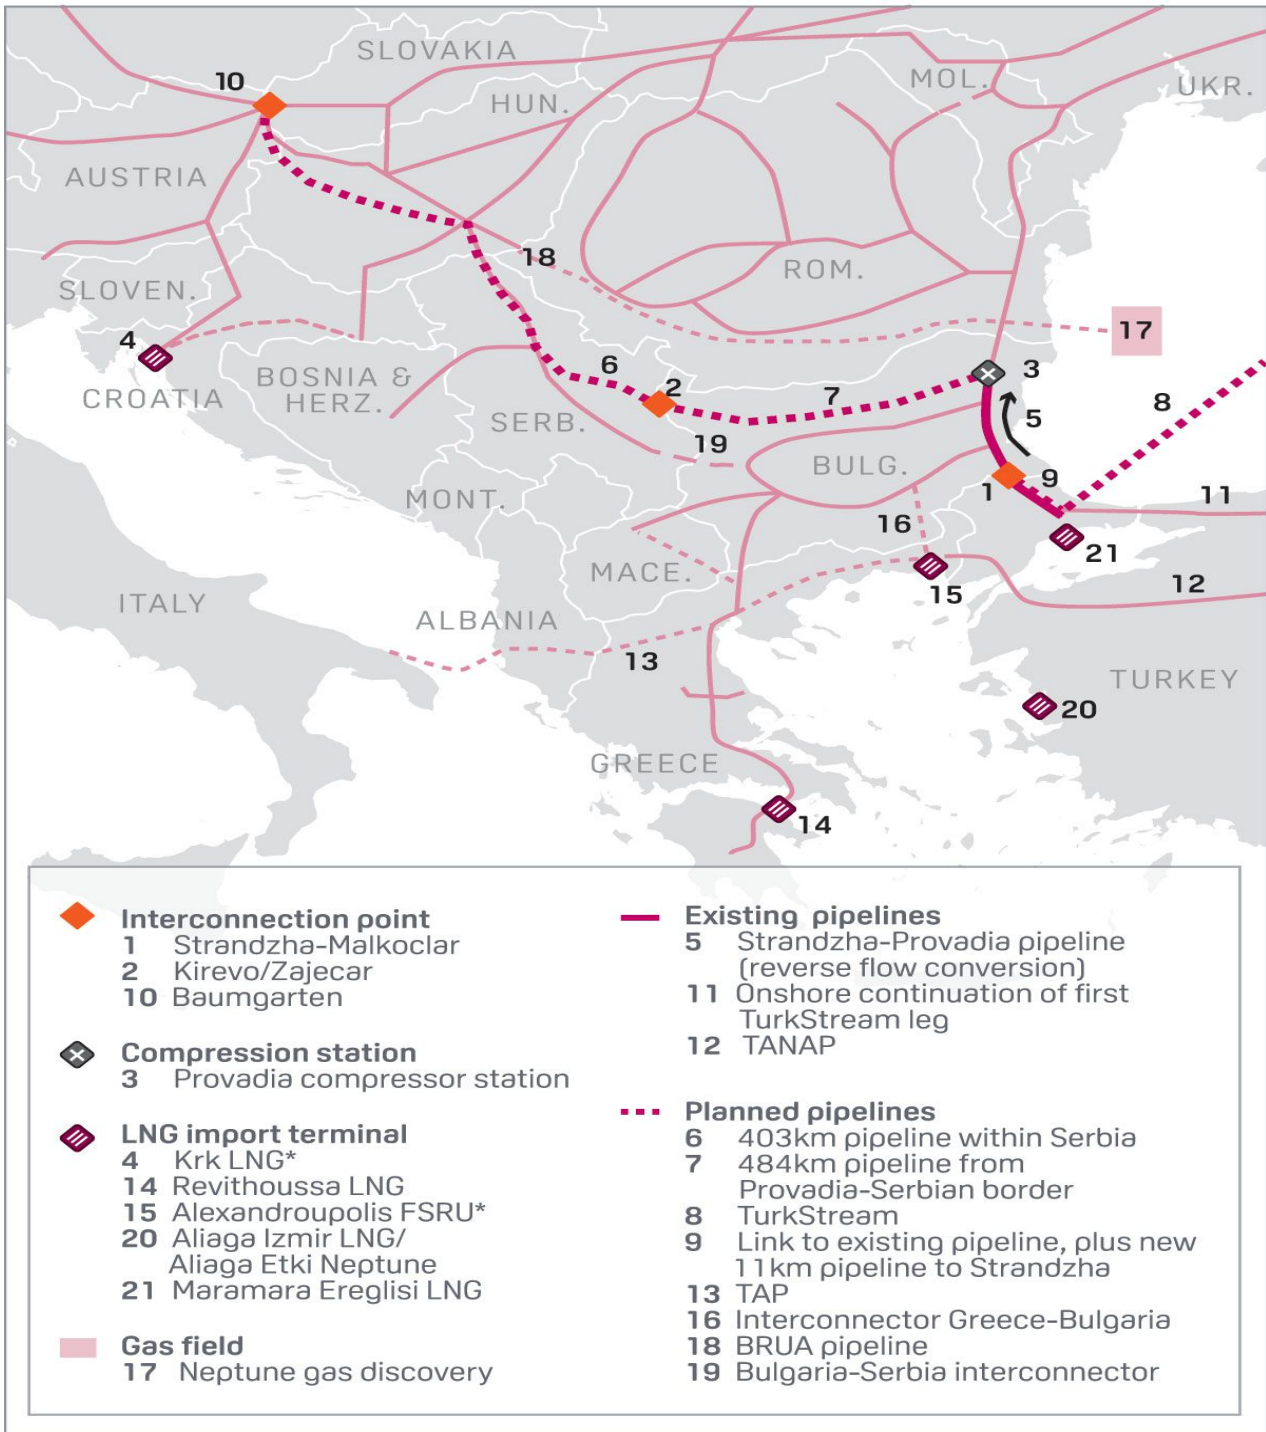 SLOVAKIA
10
HUN.
MOL.
UKR.
AUSTRIA
18
ROM.
SLOVEN.
4
17
CROATIA
BOSNIA &
HERZ.
6
2
7
3
8
5
SERB.
19
BULG.
9
1
11
MONT.
16
21
MACE.
15
12
ITALY
ALBANIA
13
TURKEY
20
GREECE
14
Interconnection point
1 Strandzha-Malkoclar
2 Kirevo/Zajecar
10 Baumgarten
Compression station
3 Provadia compressor station
LNG import terminal
4 Krk LNG*
14 Revithoussa LNG
15 Alexandroupolis FSRU*
20 Aliaga Izmir LNG/
Aliaga Etki Neptune
21 Maramara Ereglisi LNG
Gas field
17 Neptune gas discovery
Existing pipelines
5 Strandzha-Provadia pipeline
(reverse flow conversion)
11 Onshore continuation of first
TurkStream leg
12 TANAP
Planned pipelines
6 403km pipeline within Serbia
7 484km pipeline from
Provadia-Serbian border
8 TurkStream
9 Link to existing pipeline, plus new
11km pipeline to Strandzha
13 TAP
16 Interconnector Greece-Bulgaria
18 BRUA pipeline
19 Bulgaria-Serbia interconnector